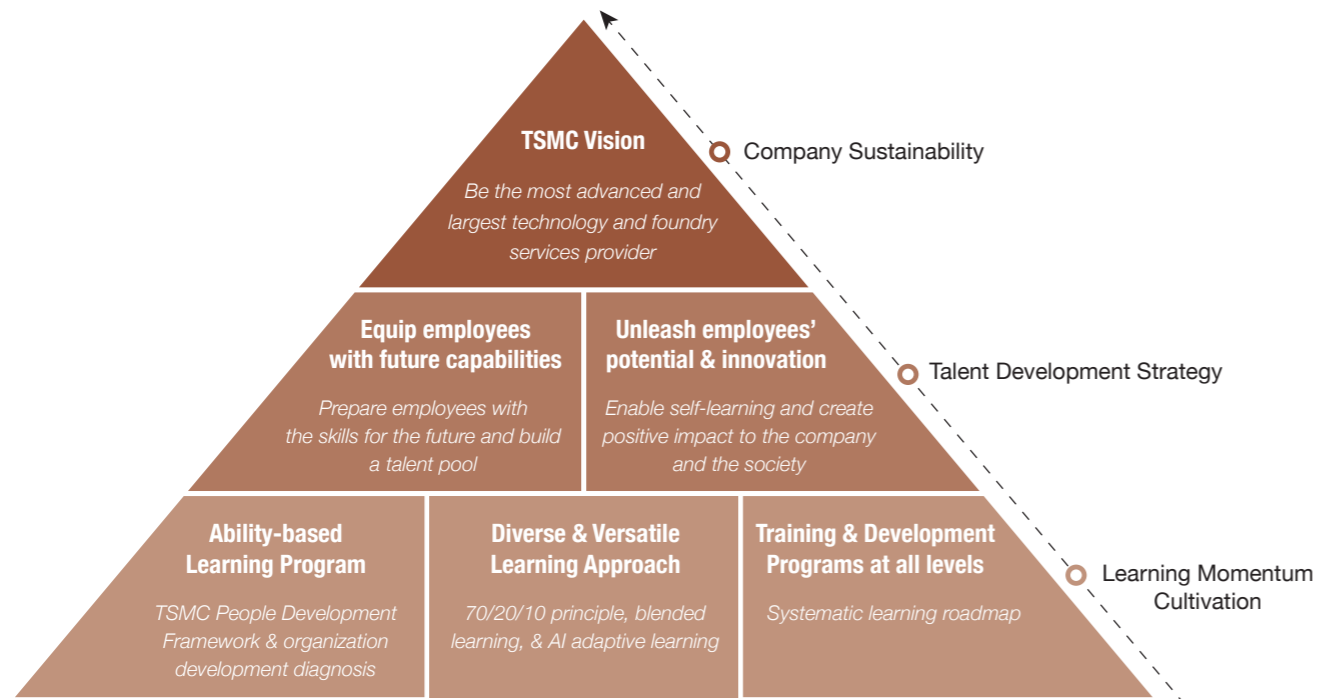 TSMC Vision
Be the most advanced and
largest technology and foundry
services provider
Company Sustainability
Equip employees
with future capabilities
Prepare employees with
the skills for the future and build
a talent pool
Unleash employees’
potential & innovation
Enable self-learning and create
positive impact to the company
and the society
Talent Development Strategy
Ability-based
Learning Program
TSMC People Development
Framework & organization
development diagnosis
Diverse & Versatile
Learning Approach
70/20/10 principle, blended
learning, & AI adaptive learning
Training & Development
Programs at all levels
Systematic learning roadmap
Learning Momentum
Cultivation